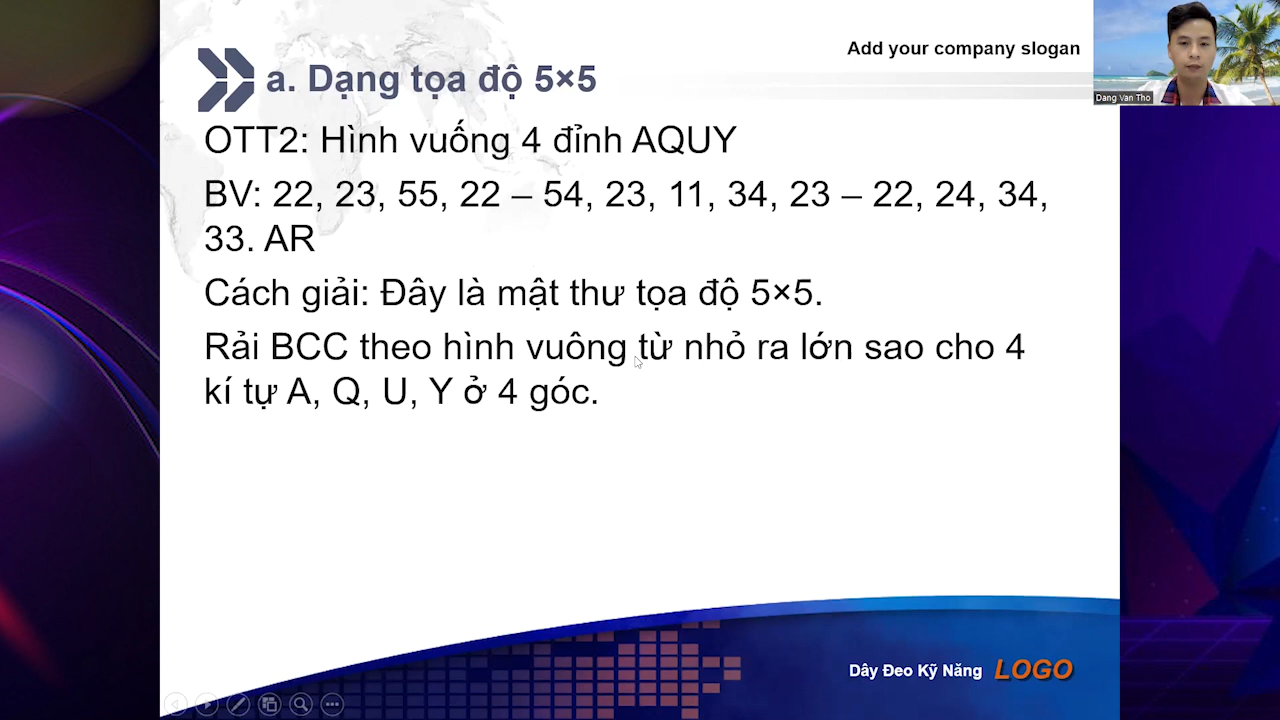 Add your company slogan
Dang Van Tho
a. Dạng tọa độ 5×5
OTT2: Hình vuống 4 đỉnh AQUY
BV: 22, 23, 55, 22 – 54, 23, 11, 34, 23 – 22, 24, 34,
33. AR
Cách giải: Đây là mật thư tọa độ 5×5.
Rải BCC theo hình vuông từ nhỏ ra lớn sao cho 4
kí tự A, Q, U, Y ở 4 góc.
Dây Đeo Kỹ Năng LOGO